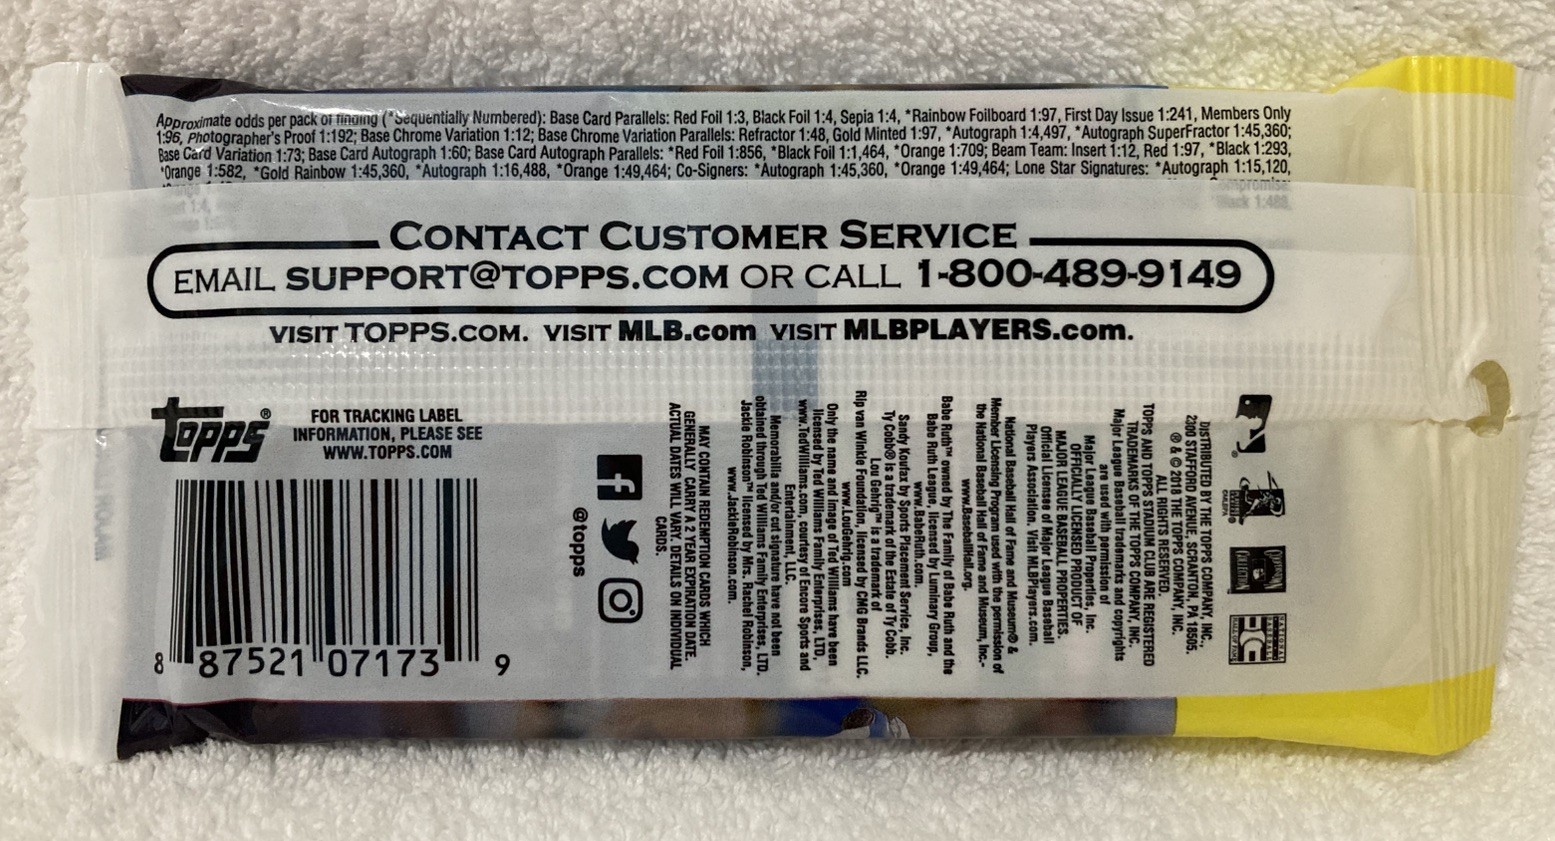 Approximate odds per pack of finding (*Sequentially Numbered): Base Card Parallels: Red Foil 1:3, Black Foil 1:4, Sepia 1:4, *Rainbow Foilboard 1:97, First Day Issue 1:241, Members Only
1:96, Photographer's Proof 1:192; Base Chrome Variation 1:12; Base Chrome Variation Parallels: Refractor 1:48, Gold Minted 1:97, *Autograph 1:4,497, *Autograph SuperFractor 1:45,360;
Base Card Variation 1:73; Base Card Autograph 1:60; Base Card Autograph Parallels: *Red Foil 1:856, *Black Foil 1:1,464, *Orange 1:709; Beam Team: Insert 1:12, Red 1:97, *Black 1:293,
*Orange 1:582, *Gold Rainbow 1:45,360, *Autograph 1:16,488, *Orange 1:49,464; Co-Signers: *Autograph 1:45,360, *Orange 1:49,464; Lone Star Signatures: *Autograph 1:15,120,
Compromise:
*Black 1:488,
CONTACT CUSTOMER SERVICE
EMAIL SUPPORT@TOPPS.COM OR CALL 1-800-489-9149
VISIT TOPPS.COM. VISIT MLB.com VISIT MLBPLAYERS.com.
topps®
FOR TRACKING LABEL
INFORMATION, PLEASE SEE
WWW.TOPPS.COM
8 87521 07173 9
@topps
DISTRIBUTED BY THE TOPPS COMPANY, INC.,
2300 STAFFORD AVENUE, SCRANTON, PA 18505.
® & © 2018 THE TOPPS COMPANY, INC.
ALL RIGHTS RESERVED.
TOPPS AND TOPPS STADIUM CLUB ARE REGISTERED
TRADEMARKS OF THE TOPPS COMPANY, INC.
Major League Baseball trademarks and copyrights
are used with permission of
Major League Baseball Properties, Inc.
OFFICIALLY LICENSED PRODUCT OF
MAJOR LEAGUE BASEBALL PROPERTIES.
Official Licensee of Major League Baseball
Players Association. Visit MLBPlayers.com.
National Baseball Hall of Fame and Museum® &
Member Licensing Program used with the permission of
the National Baseball Hall of Fame and Museum, Inc.-
www.BaseballHall.org.
Babe Ruth™ owned by The Family of Babe Ruth and the
Babe Ruth League, licensed by Luminary Group,
www.BabeRuth.com.
Sandy Koufax by Sports Placement Service, Inc.
Ty Cobb® is a trademark of the Estate of Ty Cobb.
Lou Gehrig™ is a trademark of
Rip van Winkle Foundation, licensed by CMG Brands LLC.
www.LouGehrig.com
Only the name and image of Ted Williams have been
licensed by Ted Williams Family Enterprises, LTD,
www.TedWilliams.com, courtesy of Encore Sports and
Entertainment, LLC.
Memorabilia and/or cut signature have not been
obtained through Ted Williams Family Enterprises, LTD.
Jackie Robinson™ licensed by Mrs. Rachel Robinson,
www.JackieRobinson.com.
MAY CONTAIN REDEMPTION CARDS WHICH
GENERALLY CARRY A 2 YEAR EXPIRATION DATE.
ACTUAL DATES WILL VARY. DETAILS ON INDIVIDUAL
CARDS.